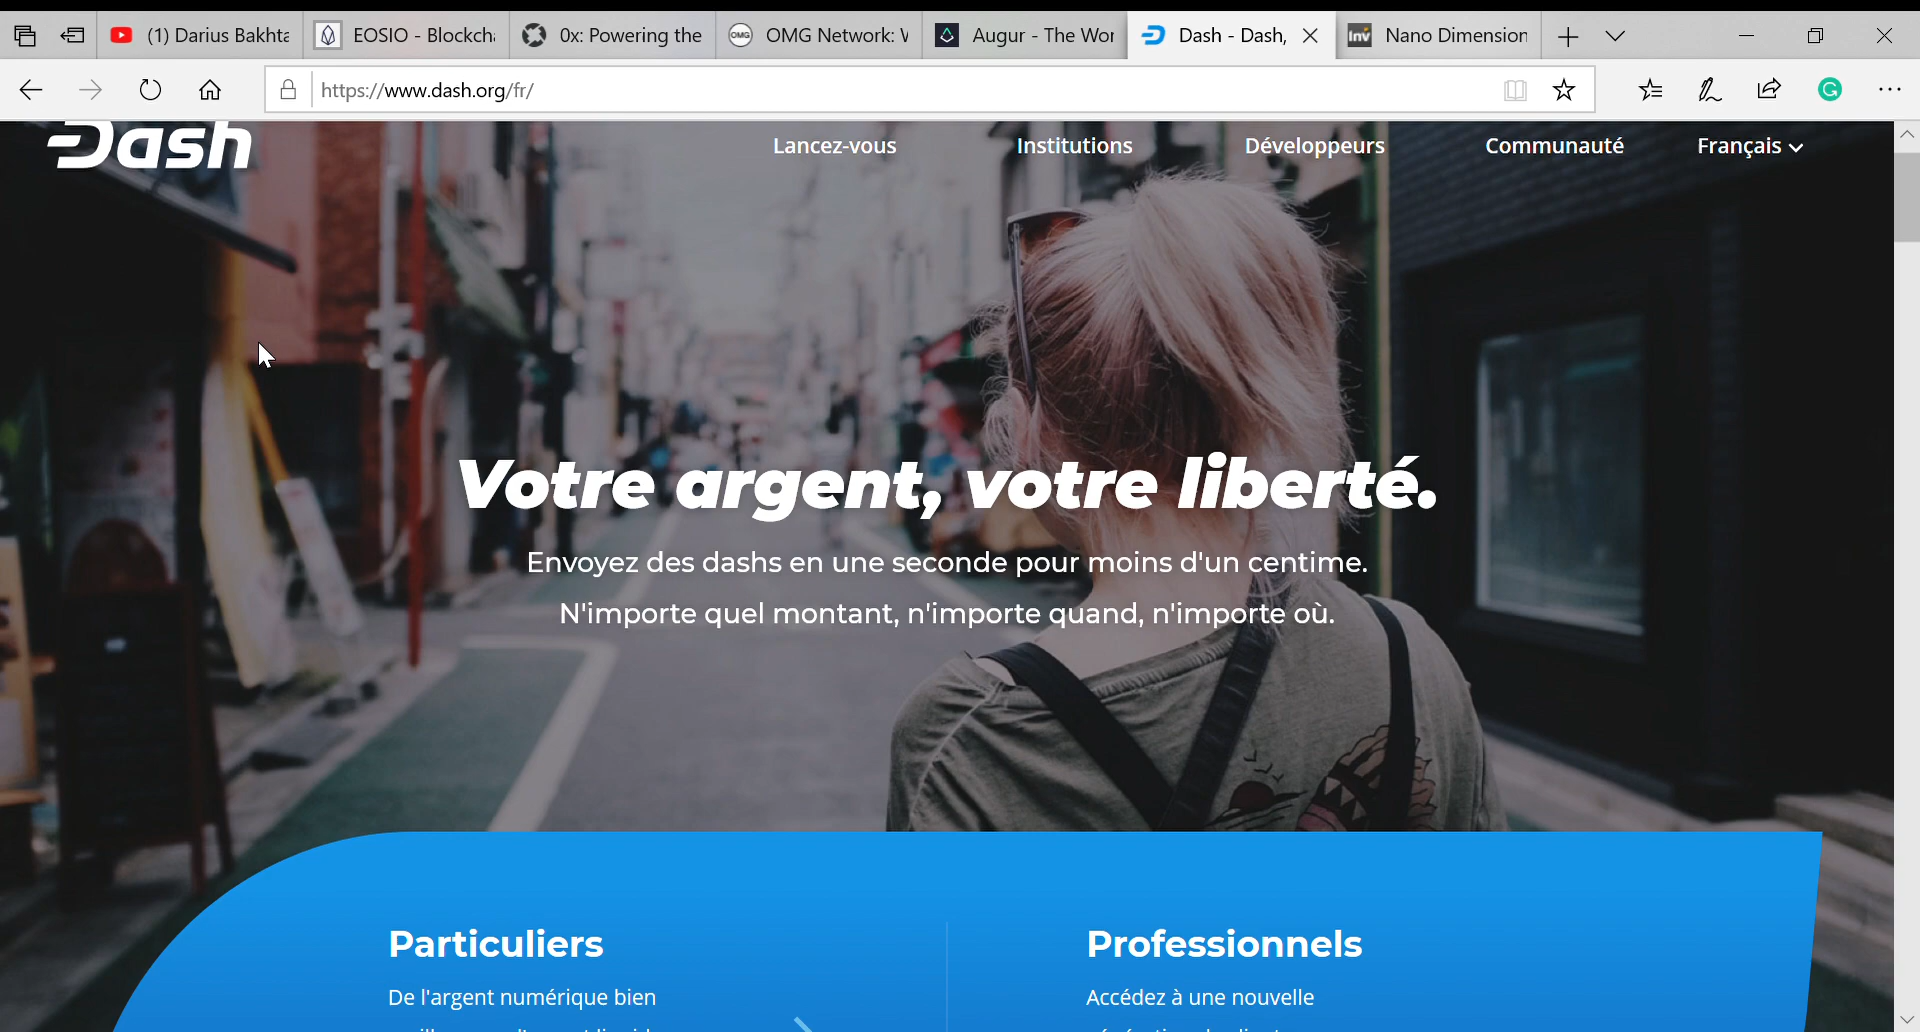 (1) Darius Bakhta
EOSIO - Blockcha
0x: Powering the
OMG
OMG Network: V
Augur - The Wor
Dash - Dash,
Inv
Nano Dimension
https://www.dash.org/fr/
G
Dash
Lancez-vous
Institutions
Développeurs
Communauté
Français
Votre argent, votre liberté.
Envoyez des dashs en une seconde pour moins d'un centime.
N'importe quel montant, n'importe quand, n'importe où.
Particuliers
Professionnels
De l'argent numérique bien
Accédez à une nouvelle